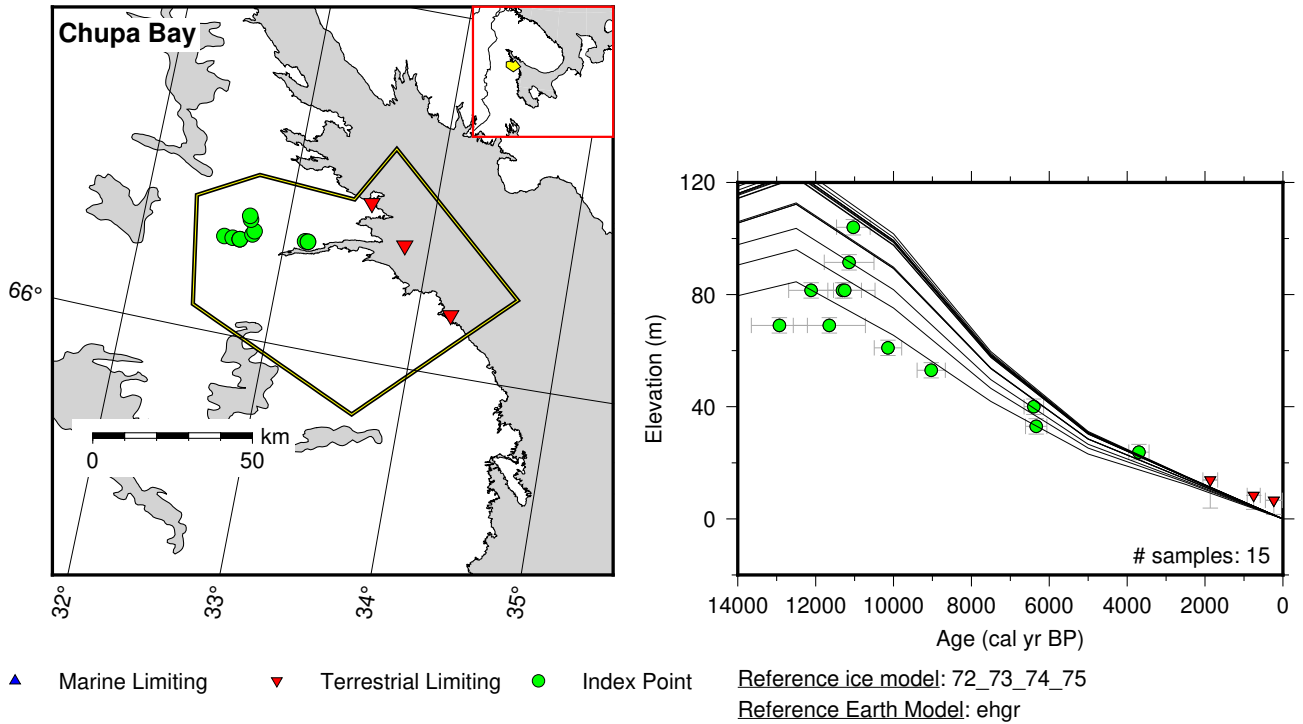 Chupa Bay
66°
km
0 50
32° 33° 34° 35°
120
80
40
0
Elevation (m)
# samples: 15
14000 12000 10000 8000 6000 4000 2000 0
Age (cal yr BP)
Marine Limiting Terrestrial Limiting Index Point
Reference ice model: 72_73_74_75
Reference Earth Model: ehgr